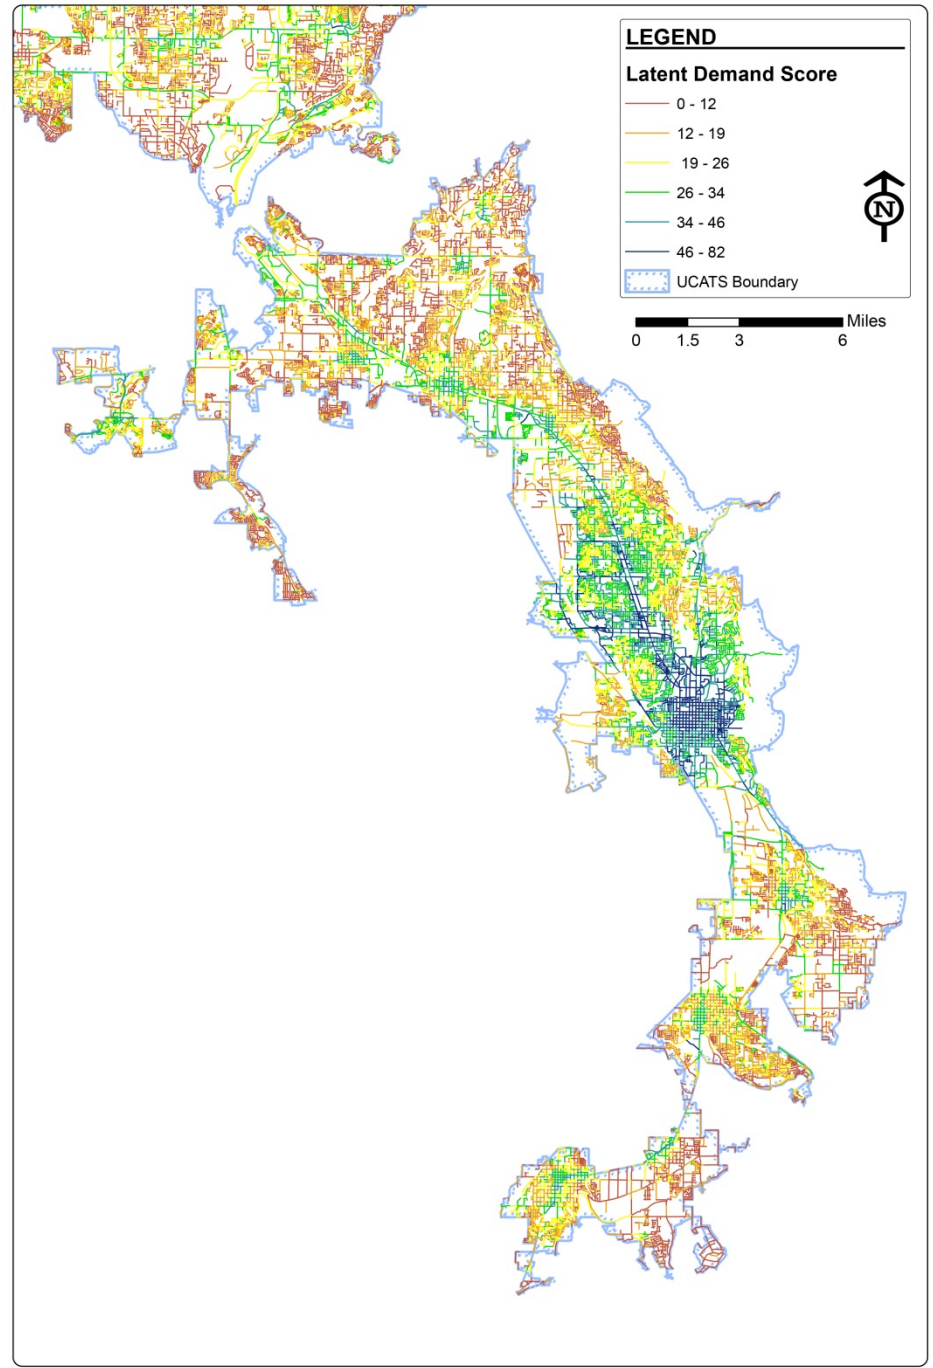 LEGEND
Latent Demand Score
0 - 12
12 - 19
19 - 26
26 - 34
34 - 46
46 - 82
UCATS Boundary
N
Miles
0 1.5 3 6